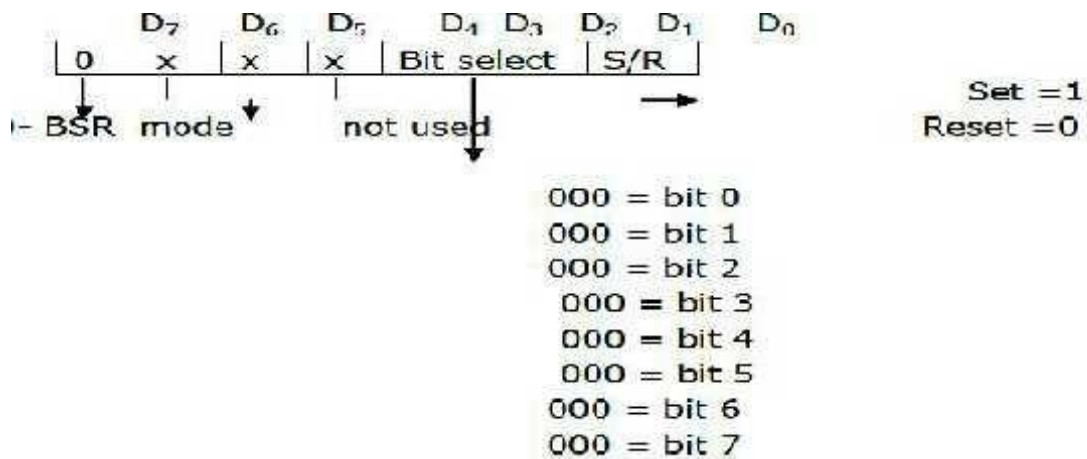 D₇ D₆ D₅ D₄ D₃ D₂ D₁ D₀
0 x x x Bit select S/R
Set =1
- BSR mode not used Reset =0
000 = bit 0
000 = bit 1
000 = bit 2
000 = bit 3
000 = bit 4
000 = bit 5
000 = bit 6
000 = bit 7